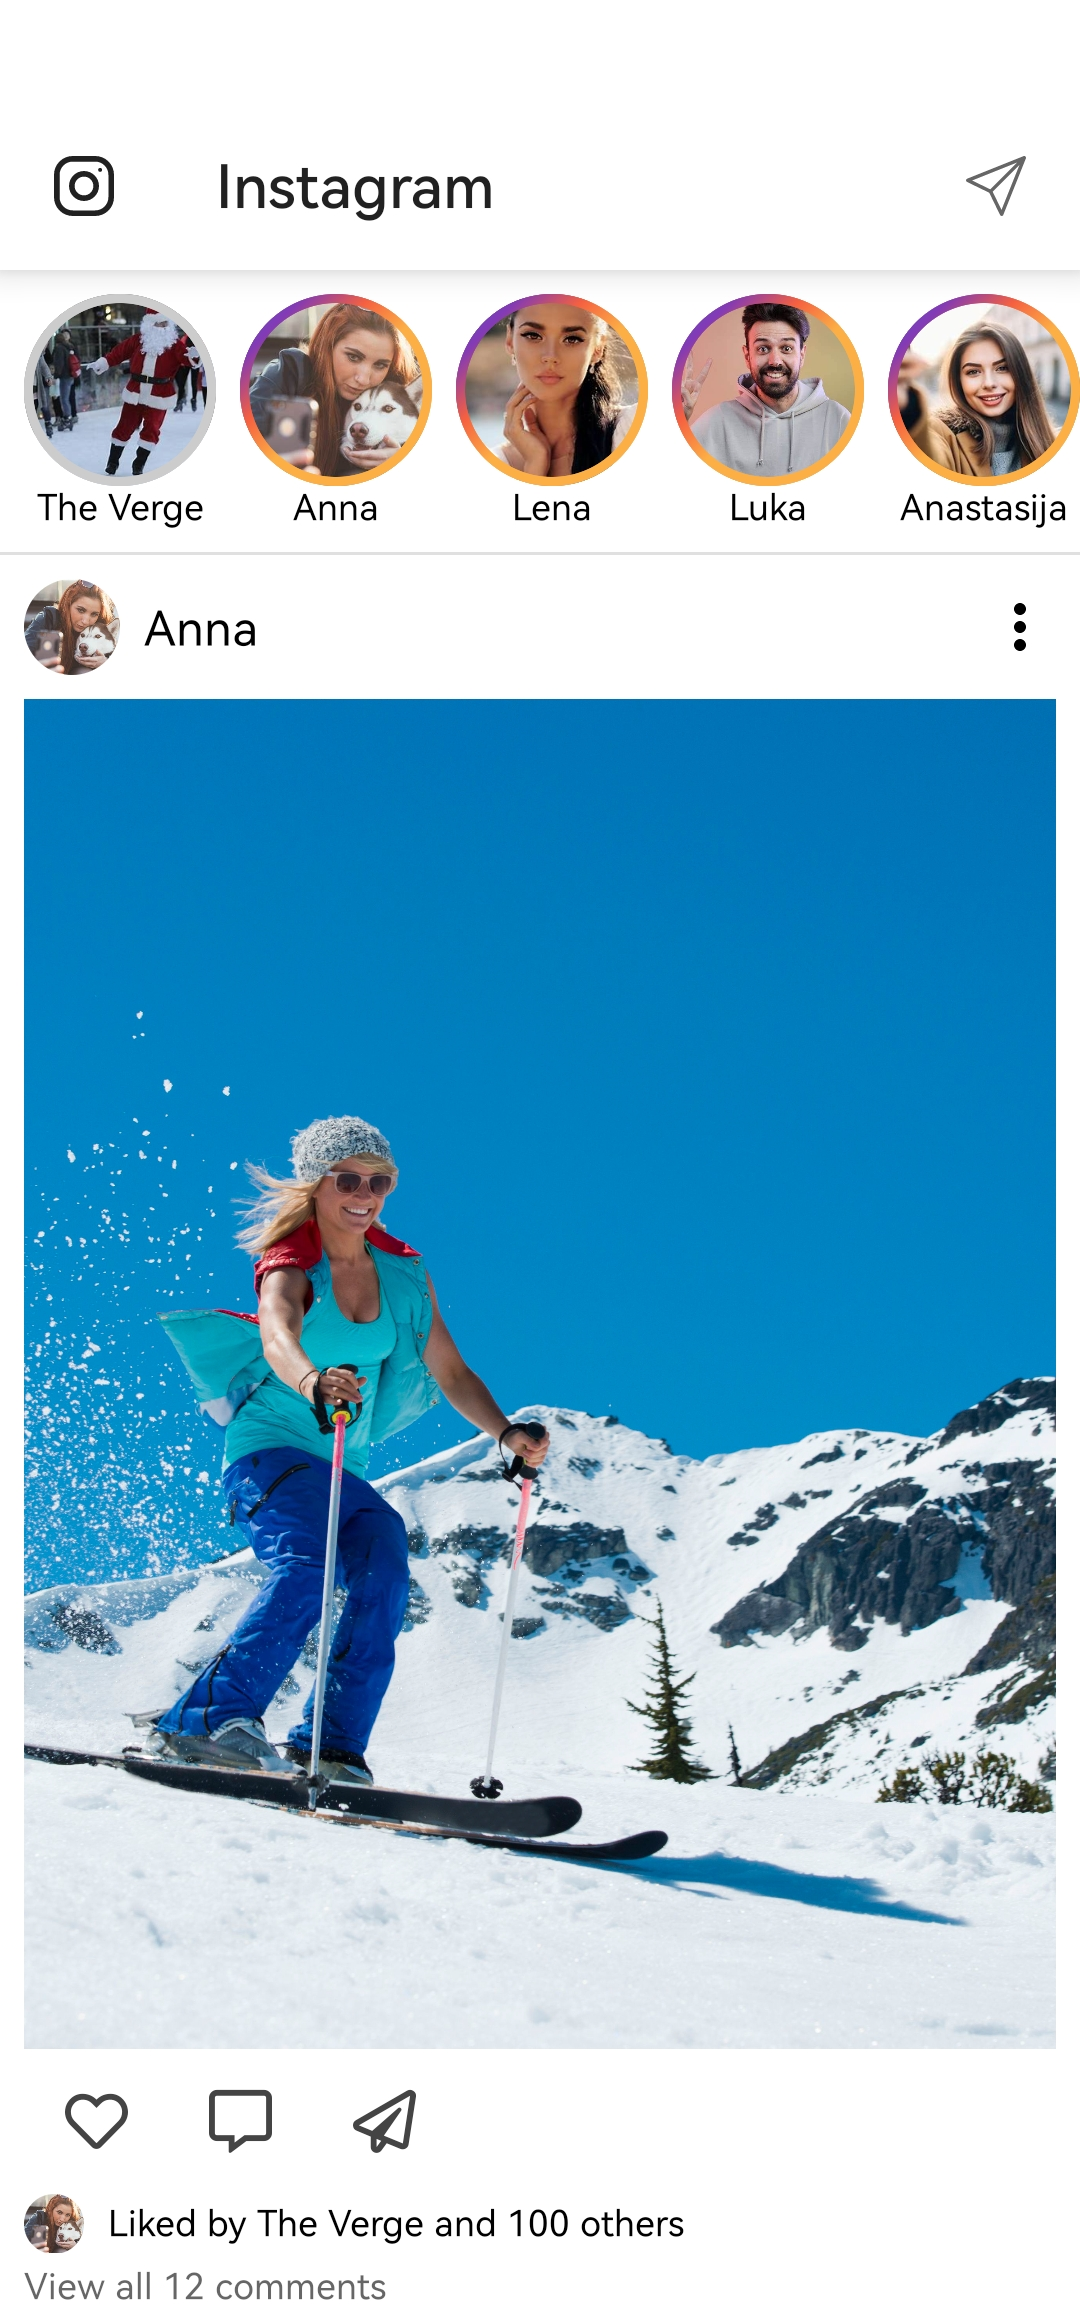 Instagram
The Verge
Anna
Lena
Luka
Anastasija
Anna
Liked by The Verge and 100 others
View all 12 comments